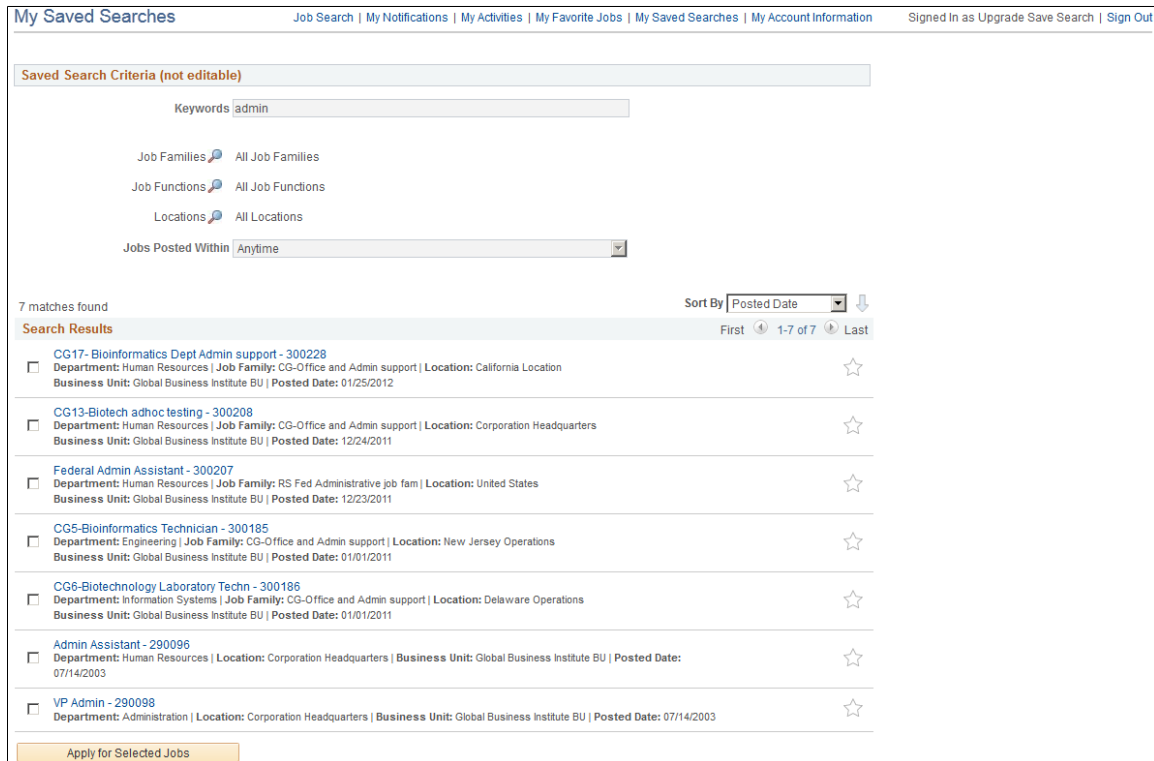 My Saved Searches
Job Search | My Notifications | My Activities | My Favorite Jobs | My Saved Searches | My Account Information
Signed In as Upgrade Save Search | Sign Out
Saved Search Criteria (not editable)
Keywords admin
Job Families All Job Families
Job Functions All Job Functions
Locations All Locations
Jobs Posted Within Anytime
7 matches found
Sort By Posted Date
Search Results
First 1-7 of 7 Last
CG17- Bioinformatics Dept Admin support - 300228
Department: Human Resources | Job Family: CG-Office and Admin support | Location: California Location
Business Unit: Global Business Institute BU | Posted Date: 01/25/2012
CG13-Biotech adhoc testing - 300208
Department: Human Resources | Job Family: CG-Office and Admin support | Location: Corporation Headquarters
Business Unit: Global Business Institute BU | Posted Date: 12/24/2011
Federal Admin Assistant - 300207
Department: Human Resources | Job Family: RS Fed Administrative job fam | Location: United States
Business Unit: Global Business Institute BU | Posted Date: 12/23/2011
CG5-Bioinformatics Technician - 300185
Department: Engineering | Job Family: CG-Office and Admin support | Location: New Jersey Operations
Business Unit: Global Business Institute BU | Posted Date: 01/01/2011
CG6-Biotechnology Laboratory Techn - 300186
Department: Information Systems | Job Family: CG-Office and Admin support | Location: Delaware Operations
Business Unit: Global Business Institute BU | Posted Date: 01/01/2011
Admin Assistant - 290096
Department: Human Resources | Location: Corporation Headquarters | Business Unit: Global Business Institute BU | Posted Date:
07/14/2003
VP Admin - 290098
Department: Administration | Location: Corporation Headquarters | Business Unit: Global Business Institute BU | Posted Date: 07/14/2003
Apply for Selected Jobs